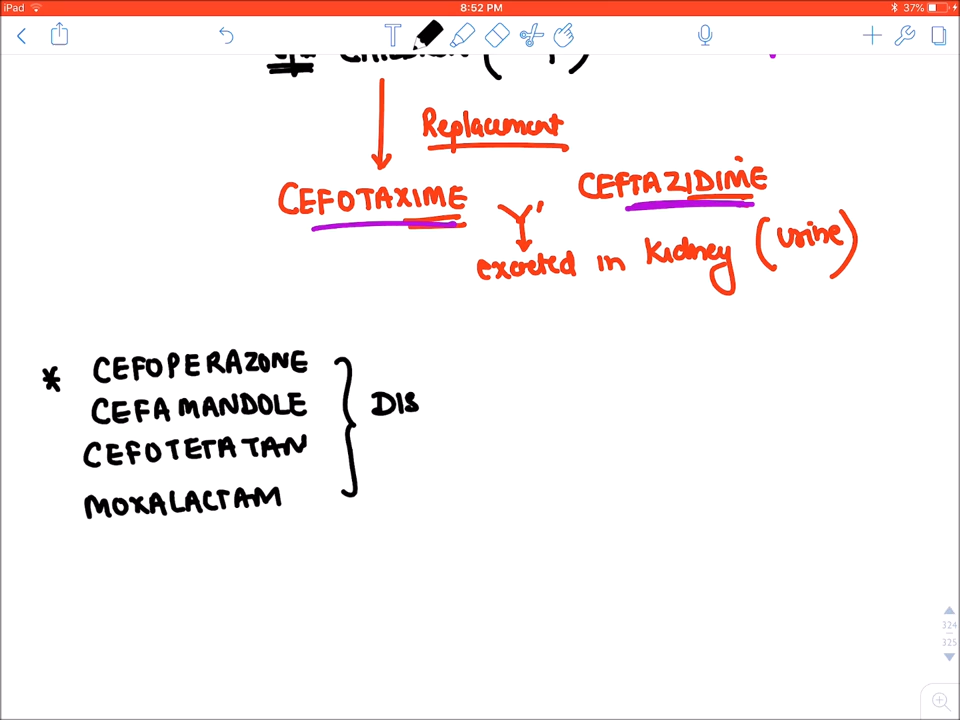 iPad 8:52 PM 37%
T
CHILDREN
Replacement
CEFOTAXIME CEFTAZIDIME
Y'
excreted in Kidney (urine)
* CEFOPERAZONE
CEFAMANDOLE DIS
CEFOTETATAN
MOXALACTAM
324
325